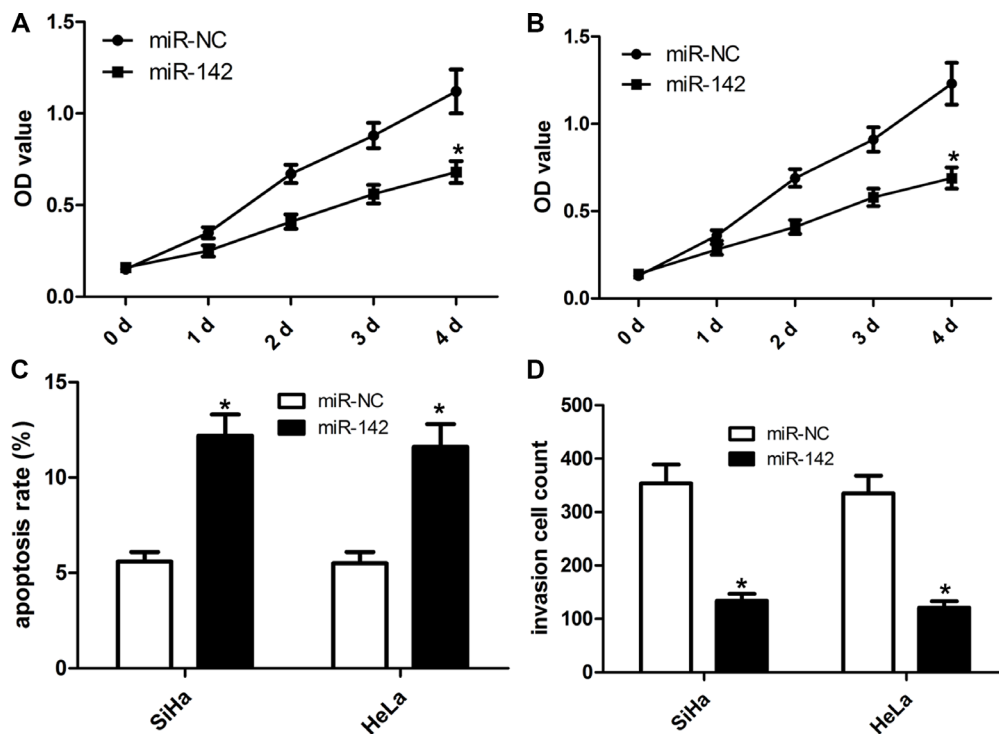 A
1.5
1.0
0.5
0.0
OD value
miR-NC
miR-142
*
0 d
1 d
2 d
3 d
4 d
B
1.5
1.0
0.5
0.0
OD value
miR-NC
miR-142
*
0 d
1 d
2 d
3 d
4 d
C
15
10
5
0
apoptosis rate (%)
miR-NC
miR-142
*
*
SiHa
HeLa
D
500
400
300
200
100
0
invasion cell count
miR-NC
miR-142
*
*
SiHa
HeLa